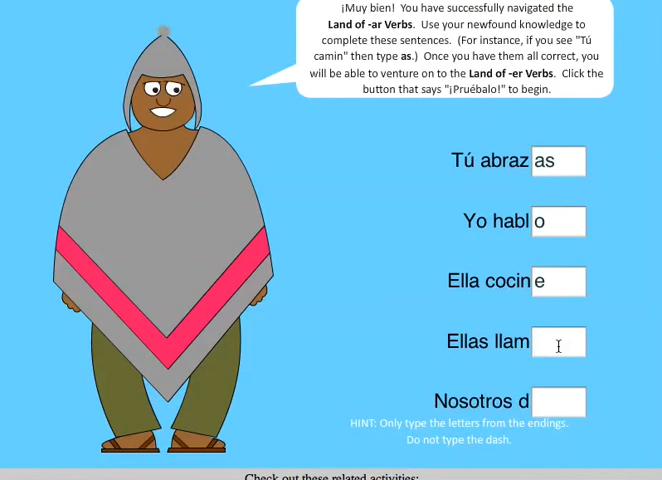 ¡Muy bien!  You have successfully navigated the
Land of -ar Verbs.  Use your newfound knowledge to
complete these sentences.  (For instance, if you see "Tú
camin" then type as.)  Once you have them all correct, you
will be able to venture on to the Land of -er Verbs.  Click the
button that says "¡Pruébalo!" to begin.
Tú abraz as
Yo habl o
Ella cocin e
Ellas llam
Nosotros d
HINT: Only type the letters from the endings.
Do not type the dash.
Check out these related activities: